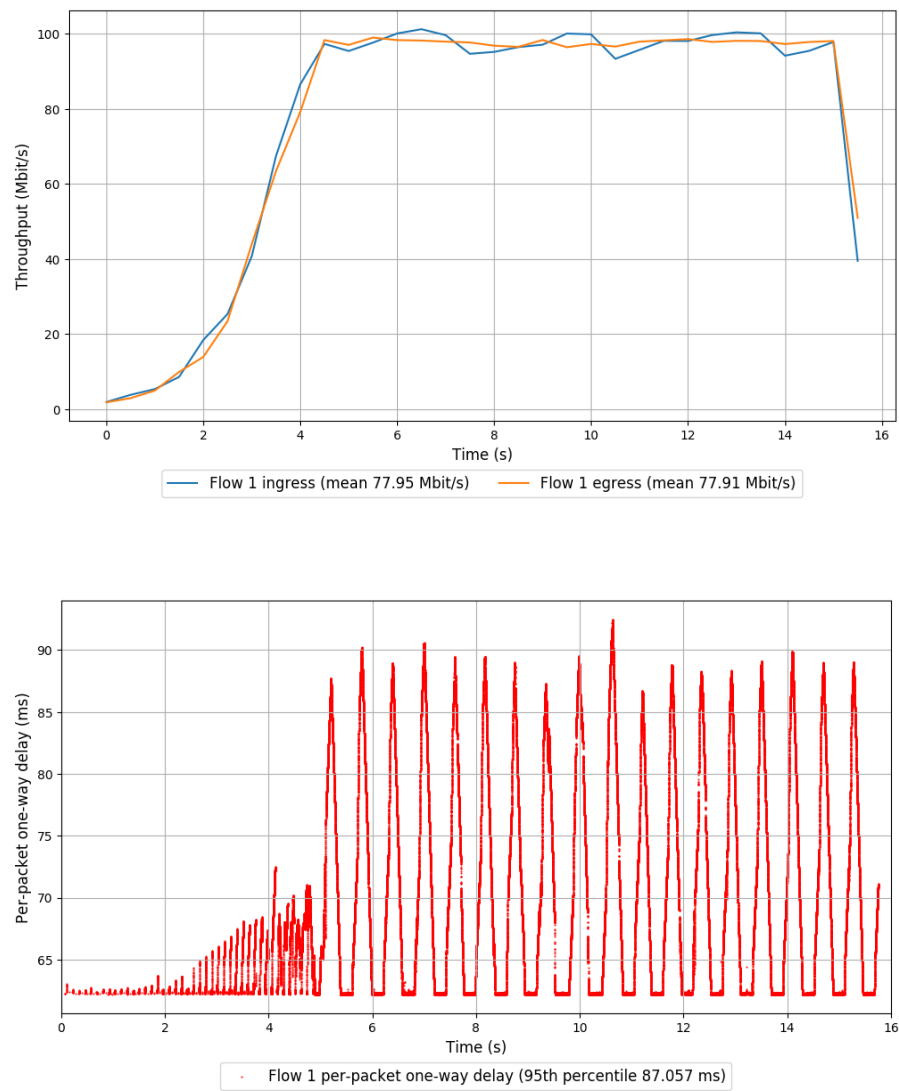 100
80
60
40
20
0
Throughput (Mbit/s)
0 2 4 6 8 10 12 14 16
Time (s)
Flow 1 ingress (mean 77.95 Mbit/s) Flow 1 egress (mean 77.91 Mbit/s)
90
85
80
75
70
65
Per-packet one-way delay (ms)
0 2 4 6 8 10 12 14 16
Time (s)
Flow 1 per-packet one-way delay (95th percentile 87.057 ms)